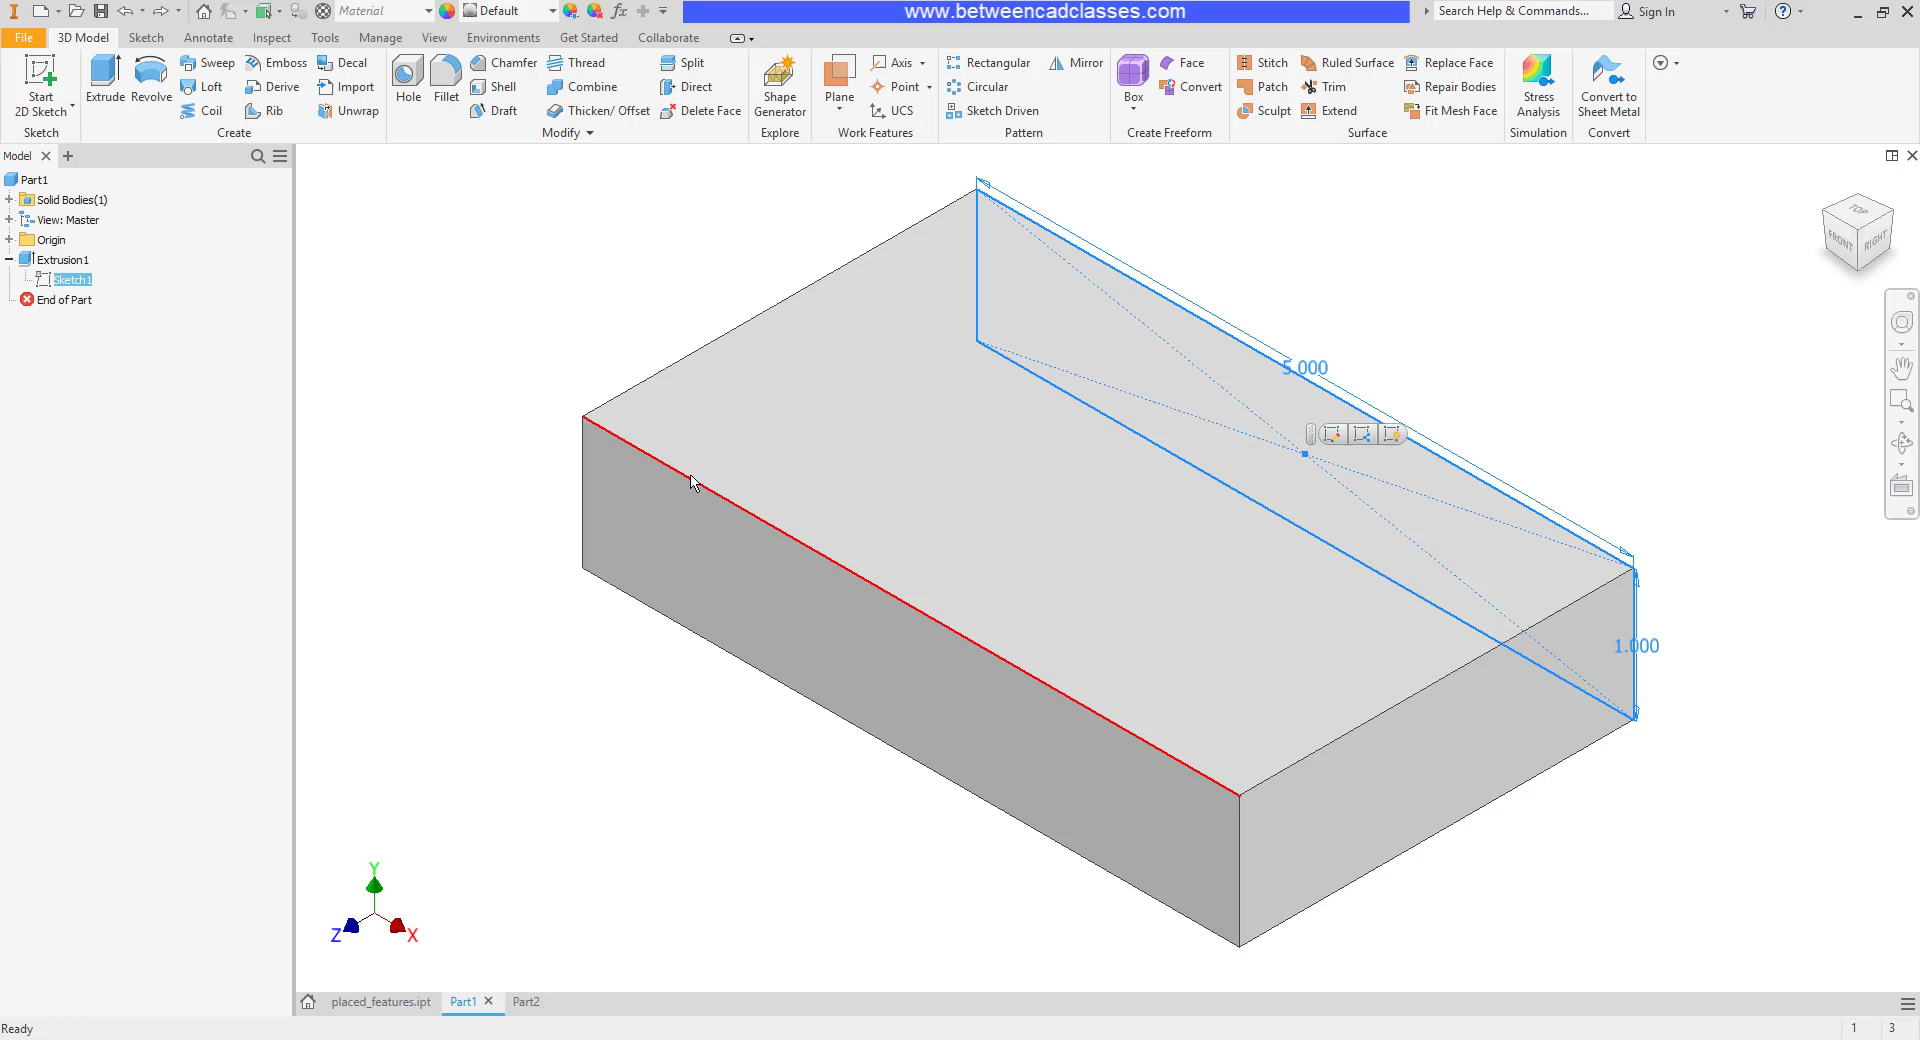 Material
Default
www.betweencadclasses.com
Search Help & Commands...
Sign In
File 3D Model Sketch Annotate Inspect Tools Manage View Environments Get Started Collaborate
Start 2D Sketch
Sketch
Extrude Revolve
Sweep Emboss Decal
Loft Derive Import
Coil Rib Unwrap
Create
Hole Fillet
Chamfer Thread Split
Shell Combine Direct
Draft Thicken/ Offset Delete Face
Modify
Shape Generator
Explore
Plane
Axis
Point
UCS
Work Features
Rectangular Mirror
Circular
Sketch Driven
Pattern
Box
Face
Convert
Create Freeform
Stitch Ruled Surface Replace Face
Patch Trim Repair Bodies
Sculpt Extend Fit Mesh Face
Surface
Stress Analysis
Simulation
Convert to Sheet Metal
Convert
Model
Part1
Solid Bodies(1)
View: Master
Origin
Extrusion1
Sketch1
End of Part
TOP
FRONT
RIGHT
5.000
1.000
Y
Z
X
placed_features.ipt
Part1
Part2
Ready
1
3